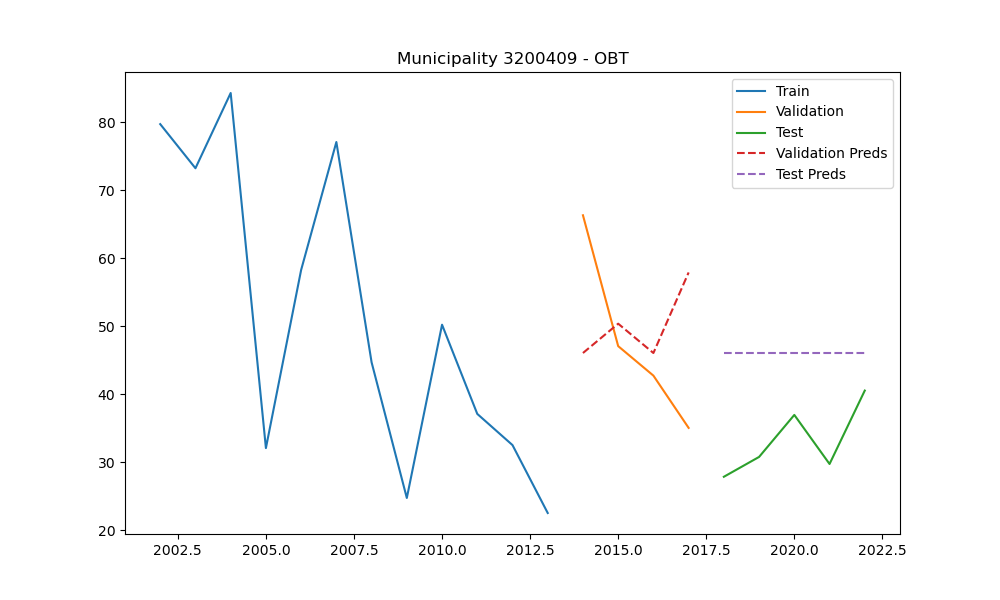 Municipality 3200409 - OBT
Train
Validation
Test
Validation Preds
Test Preds
80
70
60
50
40
30
20
2002.5 2005.0 2007.5 2010.0 2012.5 2015.0 2017.5 2020.0 2022.5